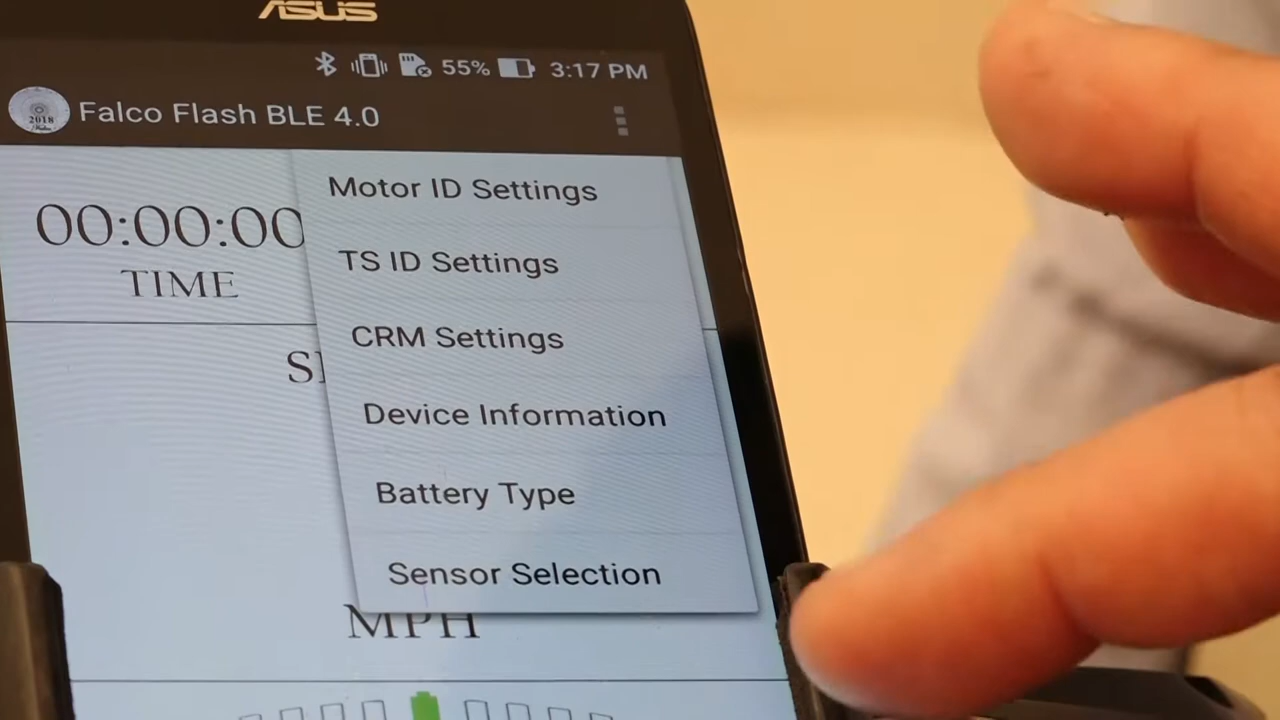 ASUS
55% 3:17 PM
2018
Falco Flash BLE 4.0
Motor ID Settings
00:00:00
TIME
TS ID Settings
CRM Settings
Device Information
Battery Type
Sensor Selection
MPH